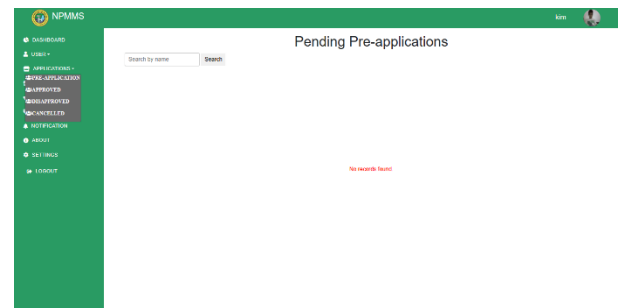 NPMMS
kim
DASHBOARD
USER
APPLICATIONS
PRE-APPLICATION
APPROVED
DISAPPROVED
CANCELLED
NOTIFICATION
ABOUT
SETTINGS
LOGOUT
Pending Pre-applications
Search by name
Search
No records found